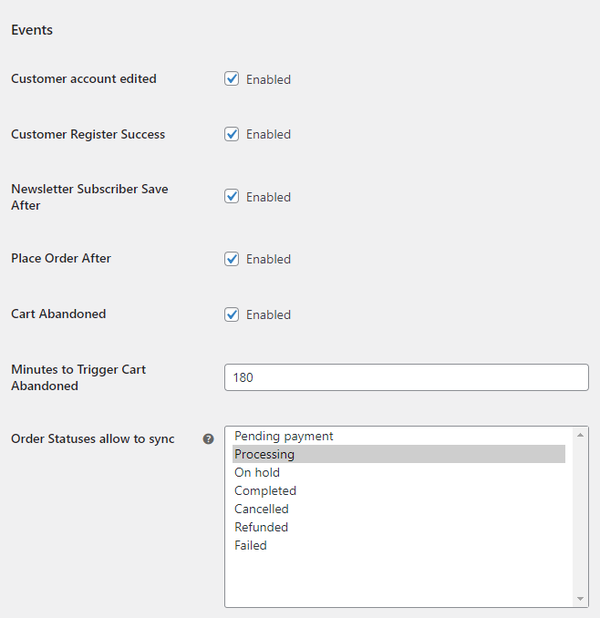 Events
Customer account edited
Enabled
Customer Register Success
Enabled
Newsletter Subscriber Save
After
Enabled
Place Order After
Enabled
Cart Abandoned
Enabled
Minutes to Trigger Cart
Abandoned
180
Order Statuses allow to sync
?
Pending payment
Processing
On hold
Completed
Cancelled
Refunded
Failed